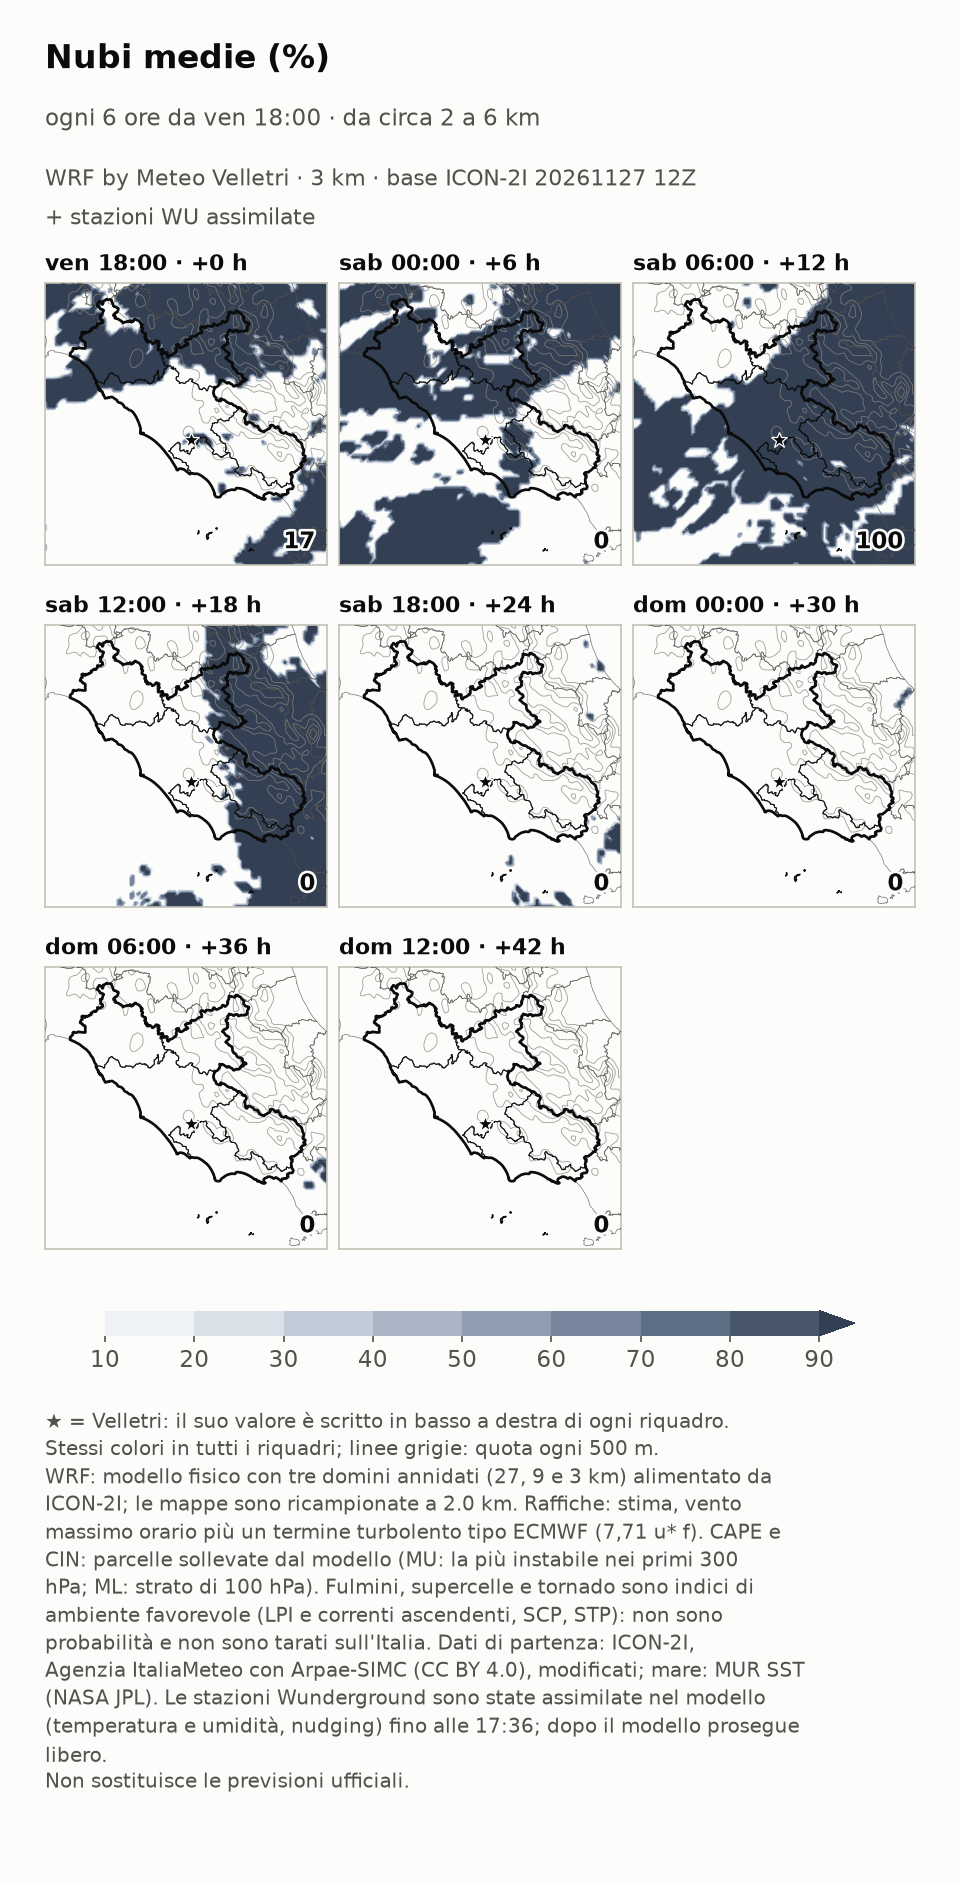 Nubi medie (%)
ogni 6 ore da ven 18:00 · da circa 2 a 6 km
WRF by Meteo Velletri · 3 km · base ICON-2I 20261127 12Z
+ stazioni WU assimilate
ven 18:00 · +0 h
sab 00:00 · +6 h
sab 06:00 · +12 h
17
0
100
sab 12:00 · +18 h
sab 18:00 · +24 h
dom 00:00 · +30 h
0
0
0
dom 06:00 · +36 h
dom 12:00 · +42 h
0
0
10 20 30 40 50 60 70 80 90
★ = Velletri: il suo valore è scritto in basso a destra di ogni riquadro.
Stessi colori in tutti i riquadri; linee grigie: quota ogni 500 m.
WRF: modello fisico con tre domini annidati (27, 9 e 3 km) alimentato da
ICON-2I; le mappe sono ricampionate a 2.0 km. Raffiche: stima, vento
massimo orario più un termine turbolento tipo ECMWF (7,71 u* f). CAPE e
CIN: parcelle sollevate dal modello (MU: la più instabile nei primi 300
hPa; ML: strato di 100 hPa). Fulmini, supercelle e tornado sono indici di
ambiente favorevole (LPI e correnti ascendenti, SCP, STP): non sono
probabilità e non sono tarati sull'Italia. Dati di partenza: ICON-2I,
Agenzia ItaliaMeteo con Arpae-SIMC (CC BY 4.0), modificati; mare: MUR SST
(NASA JPL). Le stazioni Wunderground sono state assimilate nel modello
(temperatura e umidità, nudging) fino alle 17:36; dopo il modello prosegue
libero.
Non sostituisce le previsioni ufficiali.